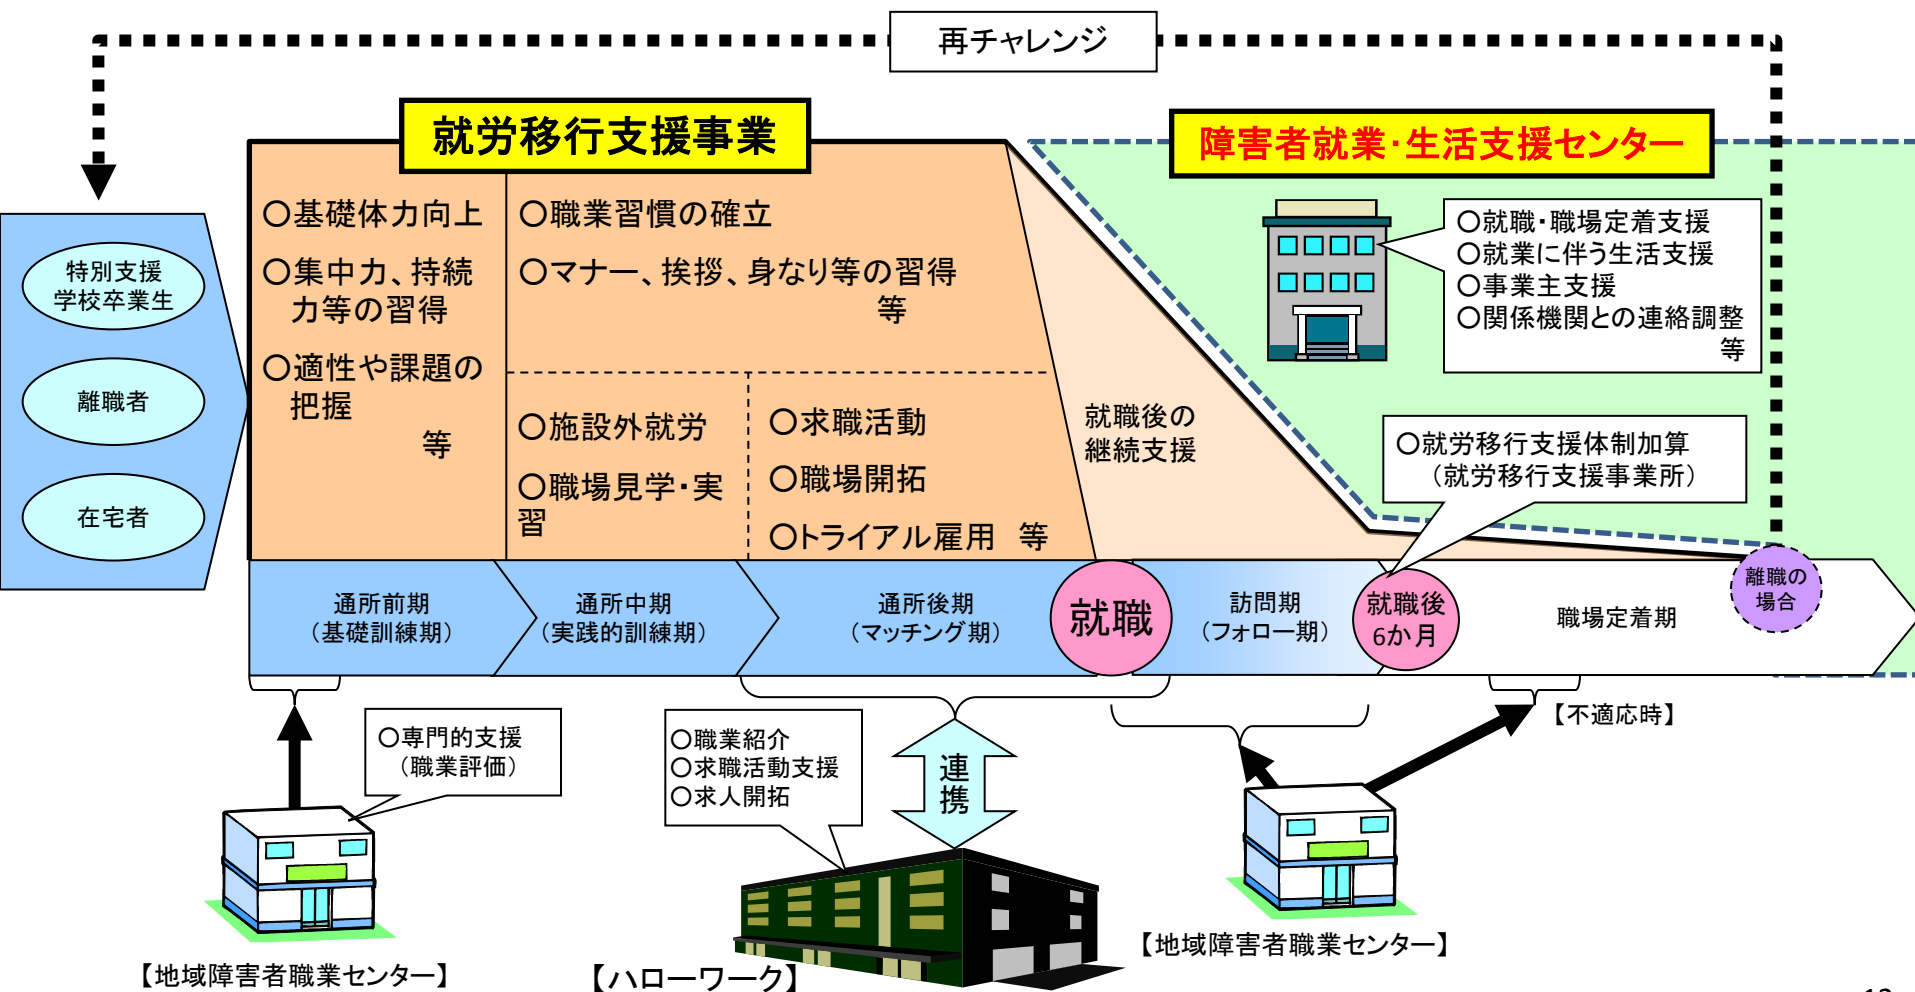 再チャレンジ
就労移行支援事業
障害者就業・生活支援センター
特別支援
学校卒業生
離職者
在宅者
○基礎体力向上
○集中力、持続
力等の習得
○適性や課題の
把握
等
○職業習慣の確立
○マナー、挨拶、身なり等の習得
等
○施設外就労
○職場見学・実
習
○求職活動
○職場開拓
○トライアル雇用　等
就職後の
継続支援
○就職・職場定着支援
○就業に伴う生活支援
○事業主支援
○関係機関との連絡調整
等
○就労移行支援体制加算
（就労移行支援事業所）
通所前期
（基礎訓練期）
通所中期
（実践的訓練期）
通所後期
（マッチング期）
就職
訪問期
（フォロー期）
就職後
6か月
職場定着期
離職の
場合
【不適応時】
○専門的支援
（職業評価）
○職業紹介
○求職活動支援
○求人開拓
連
携
【地域障害者職業センター】
【ハローワーク】
【地域障害者職業センター】